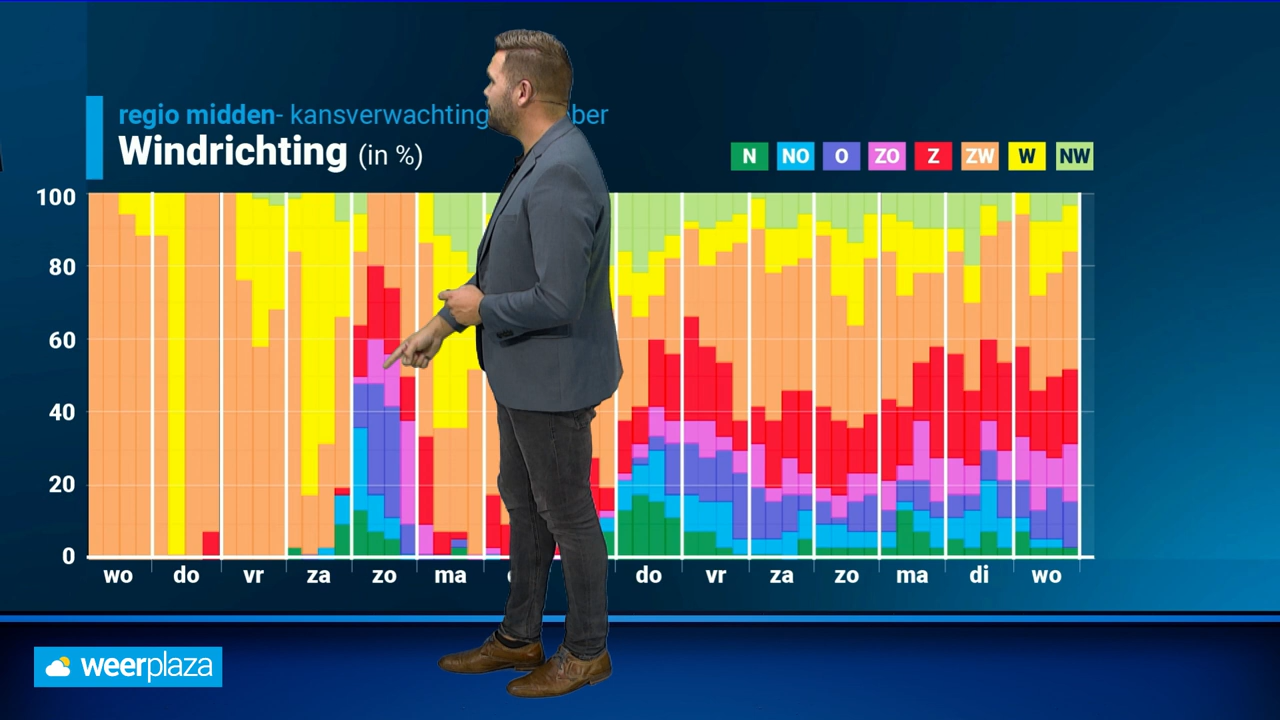 regio midden- kansverwachting
Windrichting (in %)
N NO O ZO Z ZW W NW
100
80
60
40
20
0
wo do vr za zo ma do vr za zo ma di wo
weerplaza